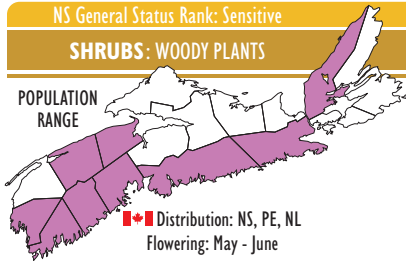 NS General Status Rank: Sensitive
SHRUBS: WOODY PLANTS
POPULATION
RANGE
Distribution: NS, PE, NL
Flowering: May - June